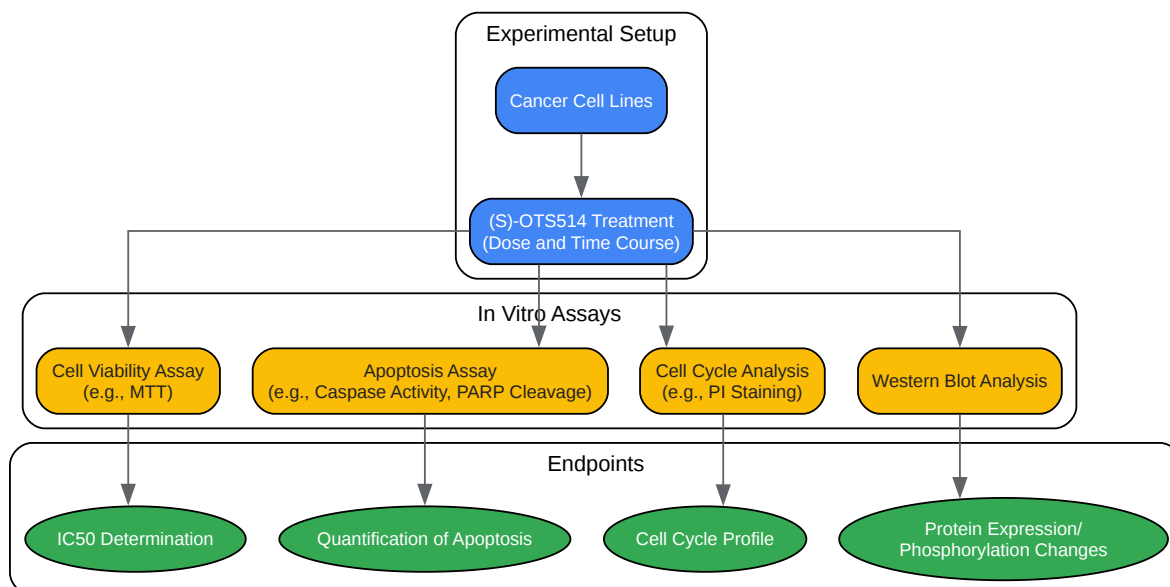 Experimental Setup
Cancer Cell Lines
(S)-OTS514 Treatment
(Dose and Time Course)
In Vitro Assays
Cell Viability Assay
(e.g., MTT)
Apoptosis Assay
(e.g., Caspase Activity, PARP Cleavage)
Cell Cycle Analysis
(e.g., PI Staining)
Western Blot Analysis
Endpoints
IC50 Determination
Quantification of Apoptosis
Cell Cycle Profile
Protein Expression/
Phosphorylation Changes